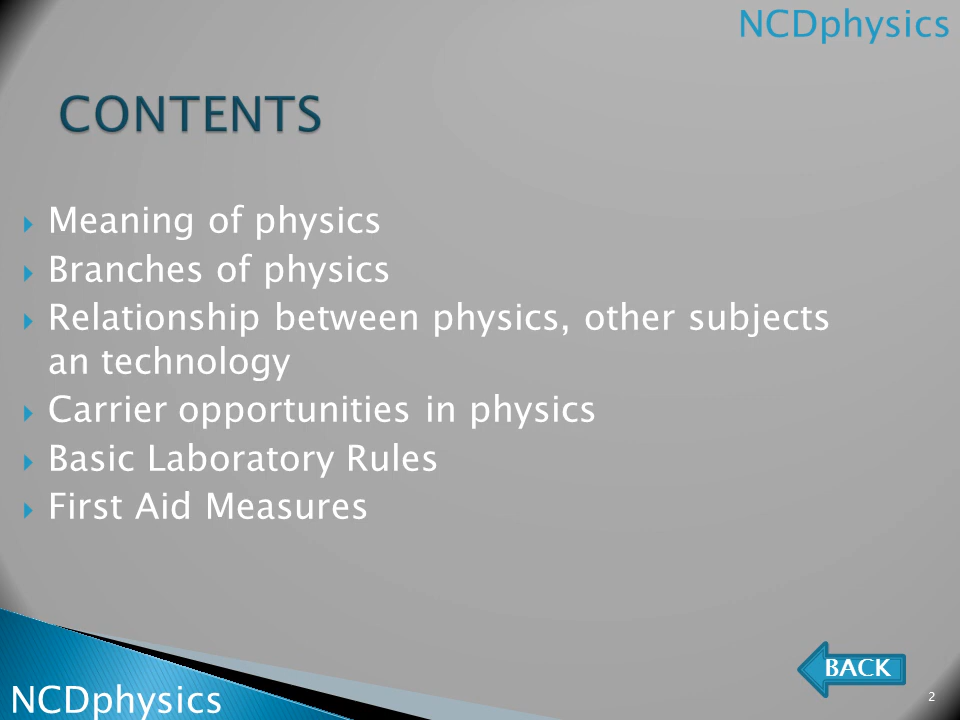 NCDphysics
CONTENTS
Meaning of physics
Branches of physics
Relationship between physics, other subjects
an technology
Carrier opportunities in physics
Basic Laboratory Rules
First Aid Measures
BACK
2
NCDphysics